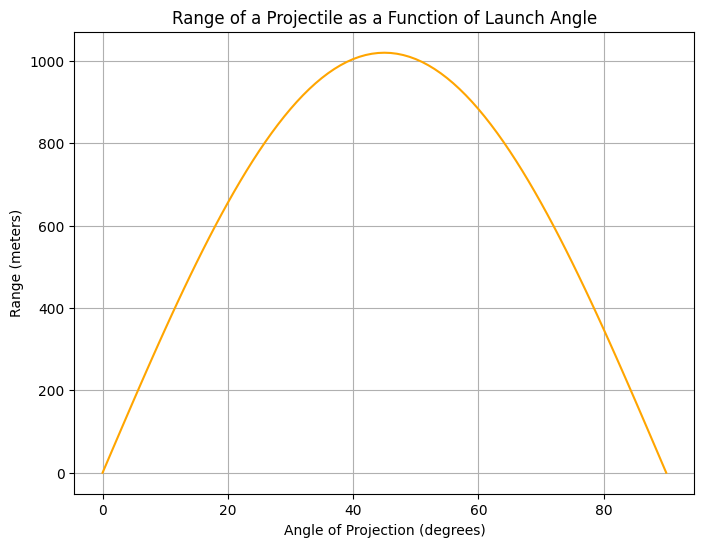 Range of a Projectile as a Function of Launch Angle
Range (meters)
1000
800
600
400
200
0
0 20 40 60 80
Angle of Projection (degrees)